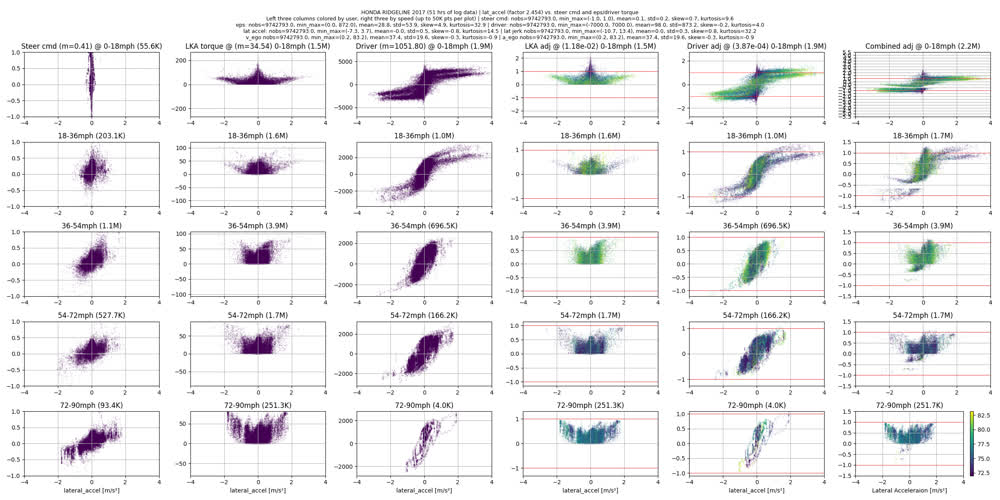 HONDA RIDGELINE 2017 (51 hrs of log data) | lat_accel (factor 2.454) vs. steer cmd and eps/driver torque
Left three columns colored by user, right three by speed (up to 50K pts per plot) | steer cmd: nobs=9742793.0, min_max=(-1.0, 1.0), mean=0.1, std=0.2, skew=0.7, kurtosis=9.6
eps: nobs=9742793.0, min_max=(0.0, 872.0), mean=28.8, std=53.9, skew=4.9, kurtosis=32.9 | driver: nobs=9742793.0, min_max=(-7000.0, 7000.0), mean=98.0, std=873.2, skew=-0.2, kurtosis=4.0
lat accel: nobs=9742793.0, min_max=(-7.3, 3.7), mean=-0.0, std=0.5, skew=-0.8, kurtosis=14.5 | lat jerk nobs=9742793.0, min_max=(-10.7, 13.4), mean=0.0, std=0.3, skew=0.8, kurtosis=32.2
v_ego nobs=9742793.0, min_max=(0.2, 83.2), mean=37.4, std=19.6, skew=-0.3, kurtosis=-0.9 | a_ego nobs=9742793.0, min_max=(0.2, 83.2), mean=37.4, std=19.6, skew=-0.3, kurtosis=-0.9
Steer cmd (m=0.41) @ 0-18mph (55.6K)
LKA torque @ (m=34.54) 0-18mph (1.5M)
Driver (m=1051.80) 0-18mph (1.9M)
LKA adj @ (1.18e-02) 0-18mph (1.5M)
Driver adj @ (3.87e-04) 0-18mph (1.9M)
Combined adj @ 0-18mph (2.2M)
18-36mph (203.1K)
18-36mph (1.6M)
18-36mph (1.0M)
18-36mph (1.6M)
18-36mph (1.0M)
18-36mph (1.7M)
36-54mph (1.1M)
36-54mph (3.9M)
36-54mph (696.5K)
36-54mph (3.9M)
36-54mph (696.5K)
36-54mph (3.9M)
54-72mph (527.7K)
54-72mph (1.7M)
54-72mph (166.2K)
54-72mph (1.7M)
54-72mph (166.2K)
54-72mph (1.7M)
72-90mph (93.4K)
72-90mph (251.3K)
72-90mph (4.0K)
72-90mph (251.3K)
72-90mph (4.0K)
72-90mph (251.7K)
82.5
80.0
77.5
75.0
72.5
lateral_accel [m/s²]
lateral_accel [m/s²]
lateral_accel [m/s²]
lateral_accel [m/s²]
lateral_accel [m/s²]
Lateral Acceleraion [m/s²]